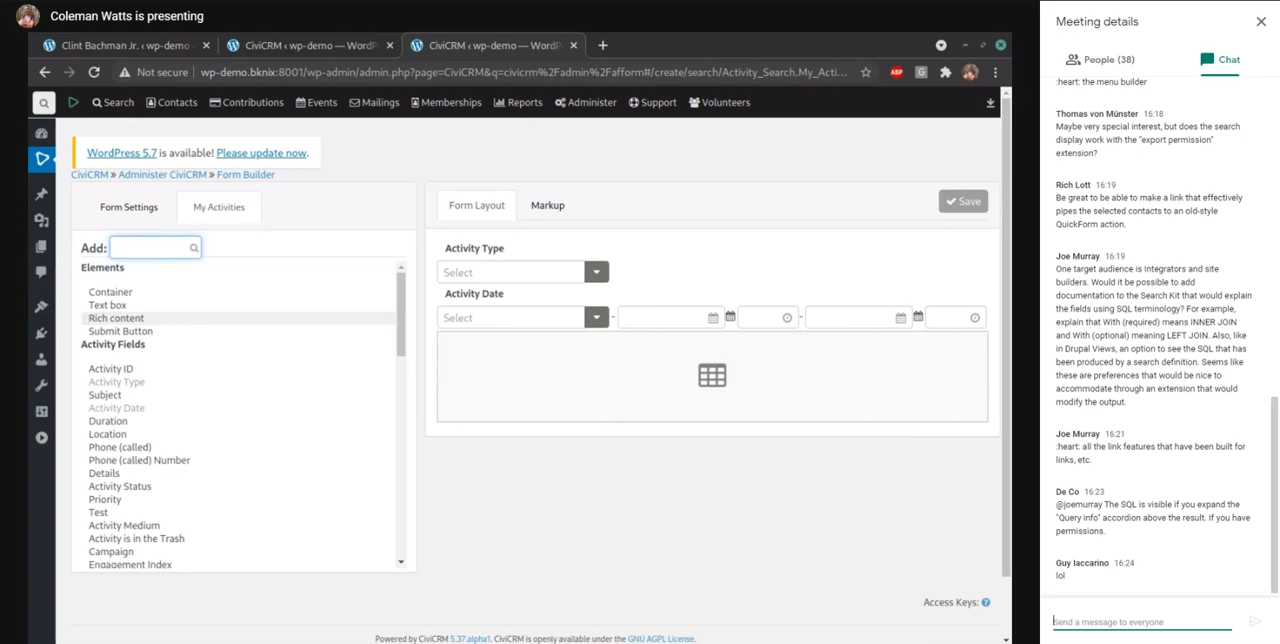 Coleman Watts is presenting
Clint Bachman Jr. ‹ wp-demo
CiviCRM ‹ wp-demo — WordP
CiviCRM ‹ wp-demo — WordP
Not secure
wp-demo.bknix:8001/wp-admin/admin.php?page=CiviCRM&q=civicrm%2Fadmin%2Fafform#/create/search/Activity_Search.My_Acti...
ABP
G
Search
Contacts
Contributions
Events
Mailings
Memberships
Reports
Administer
Support
Volunteers
WordPress 5.7 is available! Please update now.
CiviCRM » Administer CiviCRM » Form Builder
Form Settings
My Activities
Add:
Elements
Container
Text box
Rich content
Submit Button
Activity Fields
Activity ID
Activity Type
Subject
Activity Date
Duration
Location
Phone (called)
Phone (called) Number
Details
Activity Status
Priority
Test
Activity Medium
Activity is in the Trash
Campaign
Engagement Index
Form Layout
Markup
Save
Activity Type
Select
Activity Date
Select
-
-
Access Keys: ?
Powered by CiviCRM 5.37.alpha1. CiviCRM is openly available under the GNU AGPL License.
Meeting details
People (38)
Chat
:heart: the menu builder
Thomas von Münster 16:18
Maybe very special interest, but does the search
display work with the "export permission"
extension?
Rich Lott 16:19
Be great to be able to make a link that effectively
pipes the selected contacts to an old-style
QuickForm action.
Joe Murray 16:19
One target audience is Integrators and site
builders. Would it be possible to add
documentation to the Search Kit that would explain
the fields using SQL terminology? For example,
explain that With (required) means INNER JOIN
and With (optional) meaning LEFT JOIN. Also, like
in Drupal Views, an option to see the SQL that has
been produced by a search definition. Seems like
these are preferences that would be nice to
accommodate through an extension that would
modify the output.
Joe Murray 16:21
:heart: all the link features that have been built for
links, etc.
De Co 16:23
@joemurray The SQL is visible if you expand the
"Query info" accordion above the result. If you have
permissions.
Guy Iaccarino 16:24
lol
Send a message to everyone